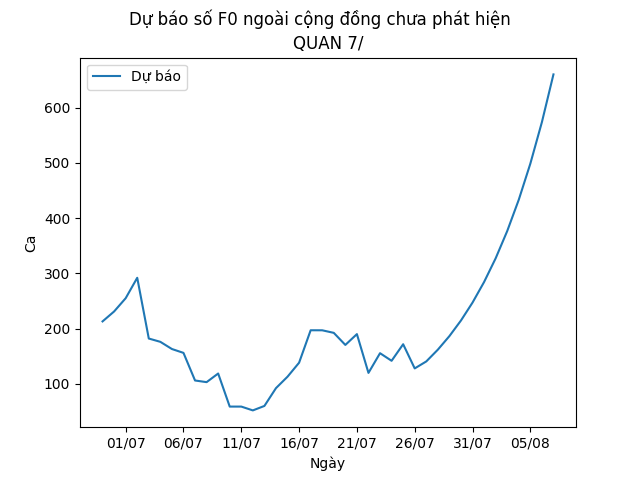 Dự báo số F0 ngoài cộng đồng chưa phát hiện
QUAN 7/
Dự báo
600
500
400
300
200
100
Ca
01/07 06/07 11/07 16/07 21/07 26/07 31/07 05/08
Ngày